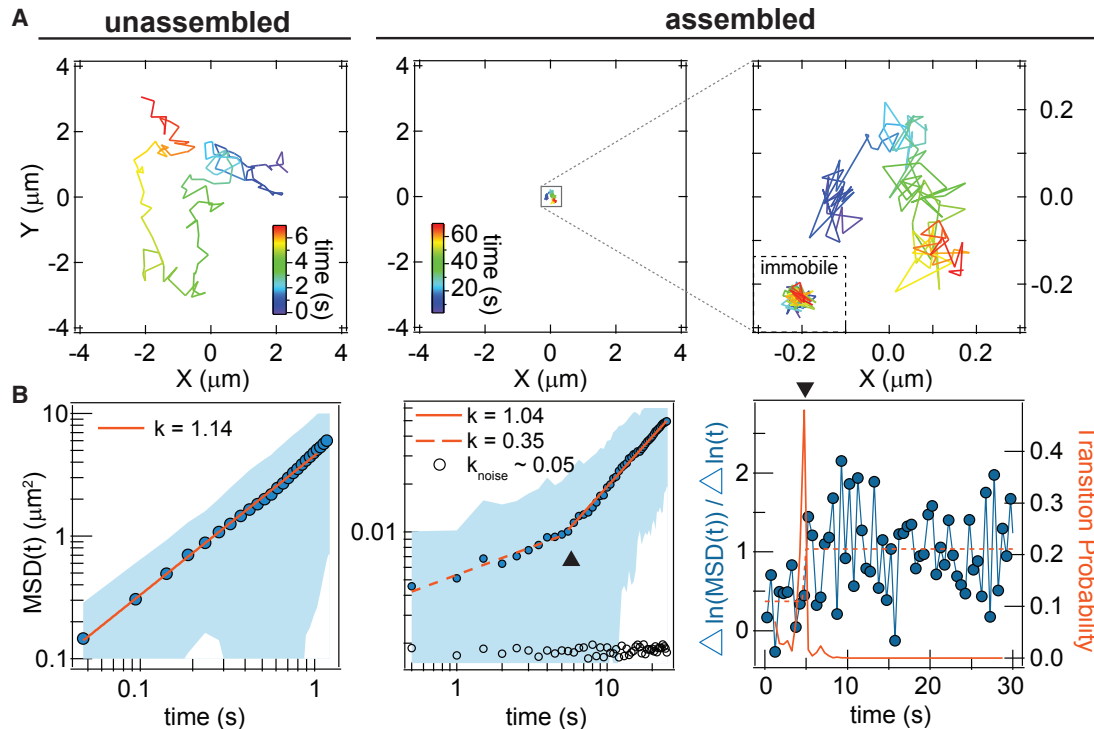 A
unassembled
assembled
4
2
0
-2
-4
Y (μm)
-4 -2 0 2 4
X (μm)
6
4
2
0
time (s)
4
2
0
-2
-4
-4 -2 0 2 4
X (μm)
60
40
20
time (s)
immobile
0.2
0.0
-0.2
-0.2 0.0 0.2
X (μm)
B
10
1
0.1
MSD(t) (μm²)
k = 1.14
0.1 1
time (s)
k = 1.04
k = 0.35
k_noise ~ 0.05
0.01
1 10
time (s)
△ln(MSD(t)) / △ln(t)
2
1
0
0.4
0.3
0.2
0.1
0.0
Transition Probability
0 10 20 30
time (s)